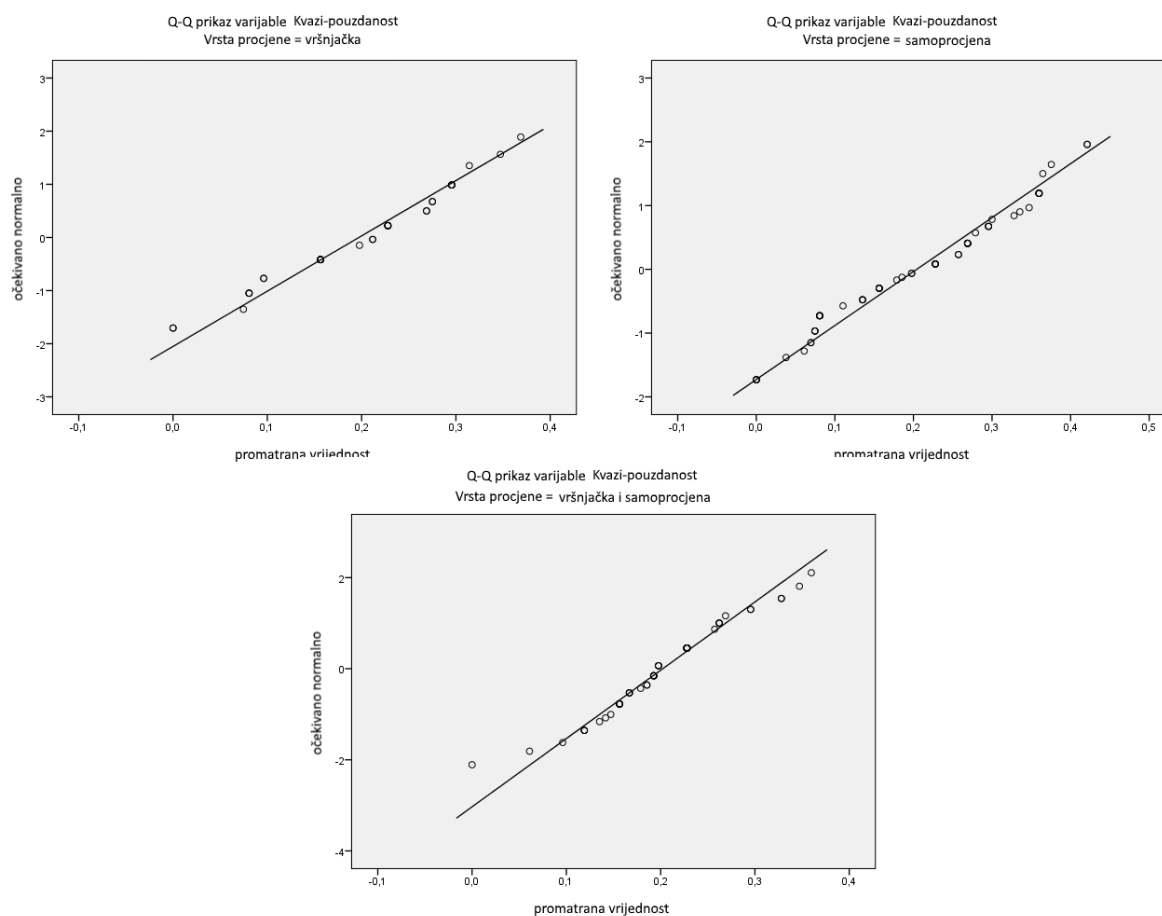 Q-Q prikaz varijable Kvazi-pouzdanost
Vrsta procjene = vršnjačka
3
2
1
0
-1
-2
-3
očekivano normalno
-0,1 0,0 0,1 0,2 0,3 0,4
promatrana vrijednost
Q-Q prikaz varijable Kvazi-pouzdanost
Vrsta procjene = samoprocjena
3
2
1
0
-1
-2
očekivano normalno
-0,1 0,0 0,1 0,2 0,3 0,4 0,5
promatrana vrijednost
Q-Q prikaz varijable Kvazi-pouzdanost
Vrsta procjene = vršnjačka i samoprocjena
2
0
-2
-4
očekivano normalno
-0,1 0,0 0,1 0,2 0,3 0,4
promatrana vrijednost